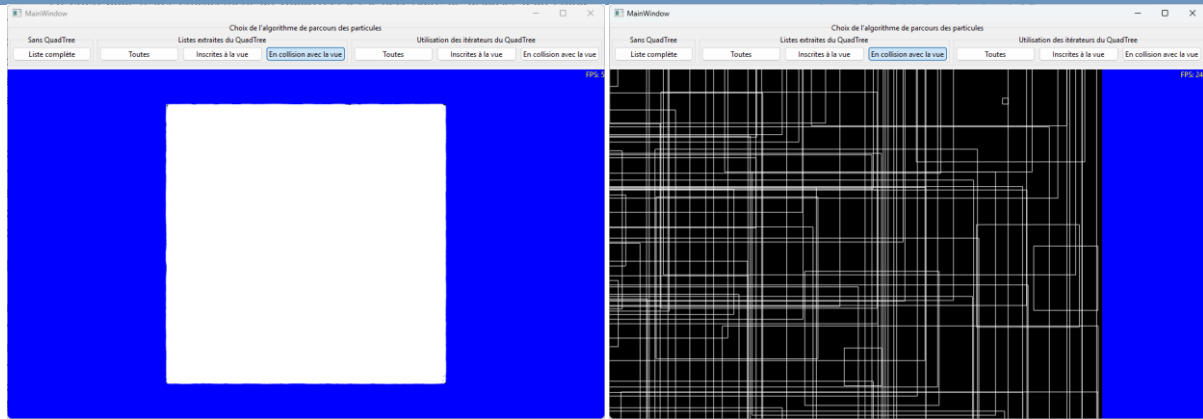 MainWindow
Choix de l'algorithme de parcours des particules
Sans QuadTree Listes extraites du QuadTree Utilisation des itérateurs du QuadTree
Liste complète Toutes Inscrites à la vue En collision avec la vue Toutes Inscrites à la vue En collision avec la vue
FPS: 5
MainWindow
Choix de l'algorithme de parcours des particules
Sans QuadTree Listes extraites du QuadTree Utilisation des itérateurs du QuadTree
Liste complète Toutes Inscrites à la vue En collision avec la vue Toutes Inscrites à la vue En collision avec la vue
FPS: 24